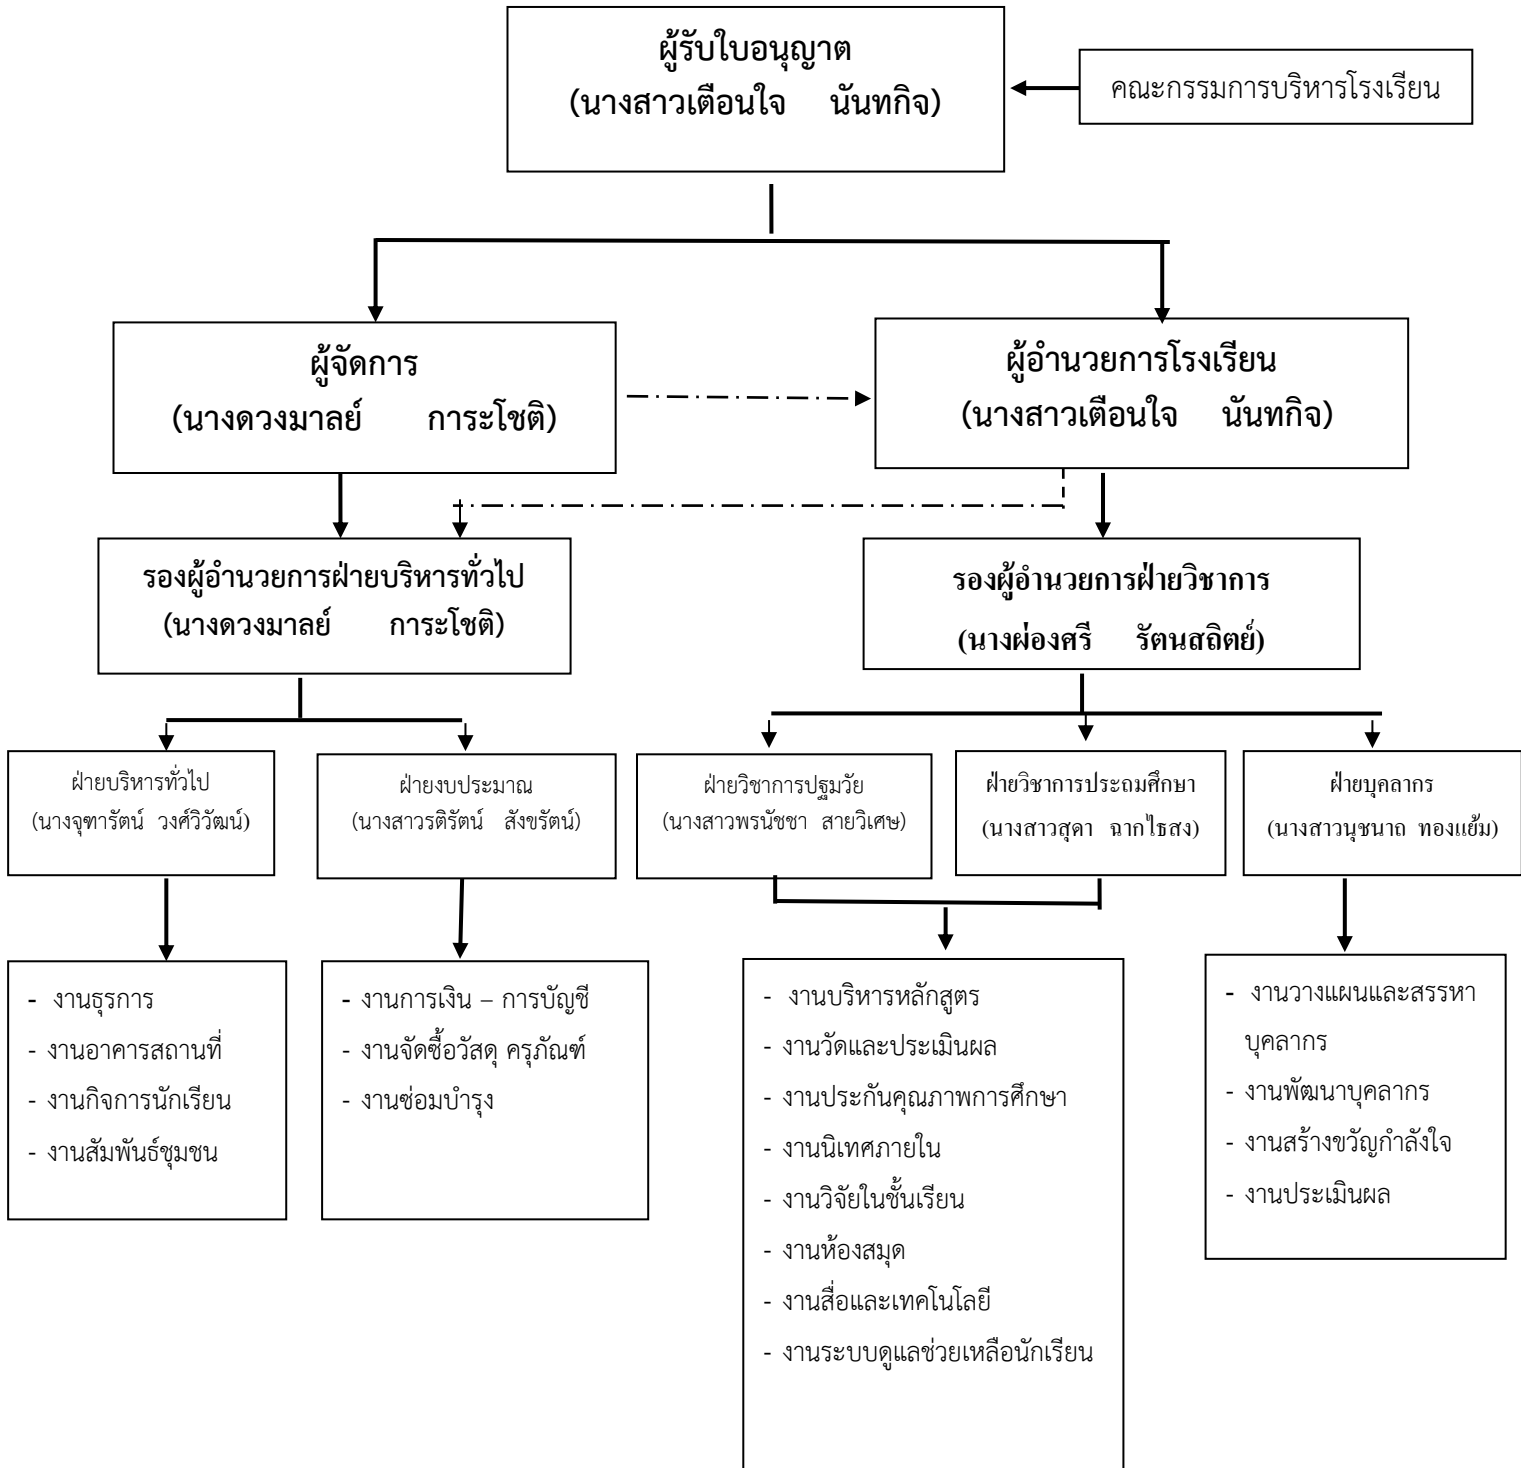 ผู้รับใบอนุญาต
(นางสาวเตือนใจ นันทกิจ)
คณะกรรมการบริหารโรงเรียน
ผู้จัดการ
(นางดวงมาลย์ การะโชติ)
ผู้อำนวยการโรงเรียน
(นางสาวเตือนใจ นันทกิจ)
รองผู้อำนวยการฝ่ายบริหารทั่วไป
(นางดวงมาลย์ การะโชติ)
รองผู้อำนวยการฝ่ายวิชาการ
(นางผ่องศรี รัตนสถิตย์)
ฝ่ายบริหารทั่วไป
(นางจุฑารัตน์ วงศ์วิวัฒน์)
ฝ่ายงบประมาณ
(นางสาวรติรัตน์ สังขรัตน์)
ฝ่ายวิชาการปฐมวัย
(นางสาวพรนัชชา สายวิเศษ)
ฝ่ายวิชาการประถมศึกษา
(นางสาวสุดา ฉากไธสง)
ฝ่ายบุคลากร
(นางสาวนุชนาถ ทองแย้ม)
- งานธุรการ
- งานอาคารสถานที่
- งานกิจการนักเรียน
- งานสัมพันธ์ชุมชน
- งานการเงิน – การบัญชี
- งานจัดซื้อวัสดุ ครุภัณฑ์
- งานซ่อมบำรุง
- งานบริหารหลักสูตร
- งานวัดและประเมินผล
- งานประกันคุณภาพการศึกษา
- งานนิเทศภายใน
- งานวิจัยในชั้นเรียน
- งานห้องสมุด
- งานสื่อและเทคโนโลยี
- งานระบบดูแลช่วยเหลือนักเรียน
- งานวางแผนและสรรหา
บุคลากร
- งานพัฒนาบุคลากร
- งานสร้างขวัญกำลังใจ
- งานประเมินผล